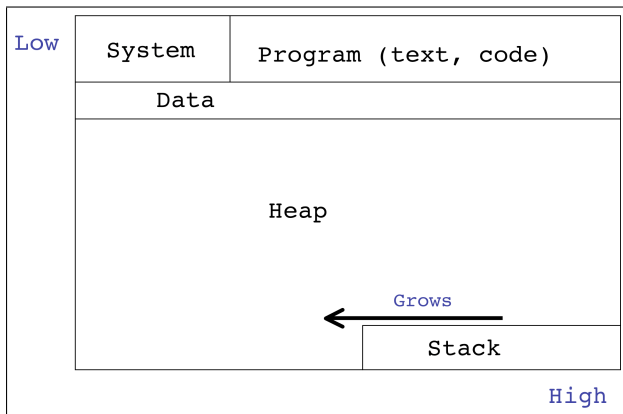 Low
System
Program (text, code)
Data
Heap
Grows
Stack
High